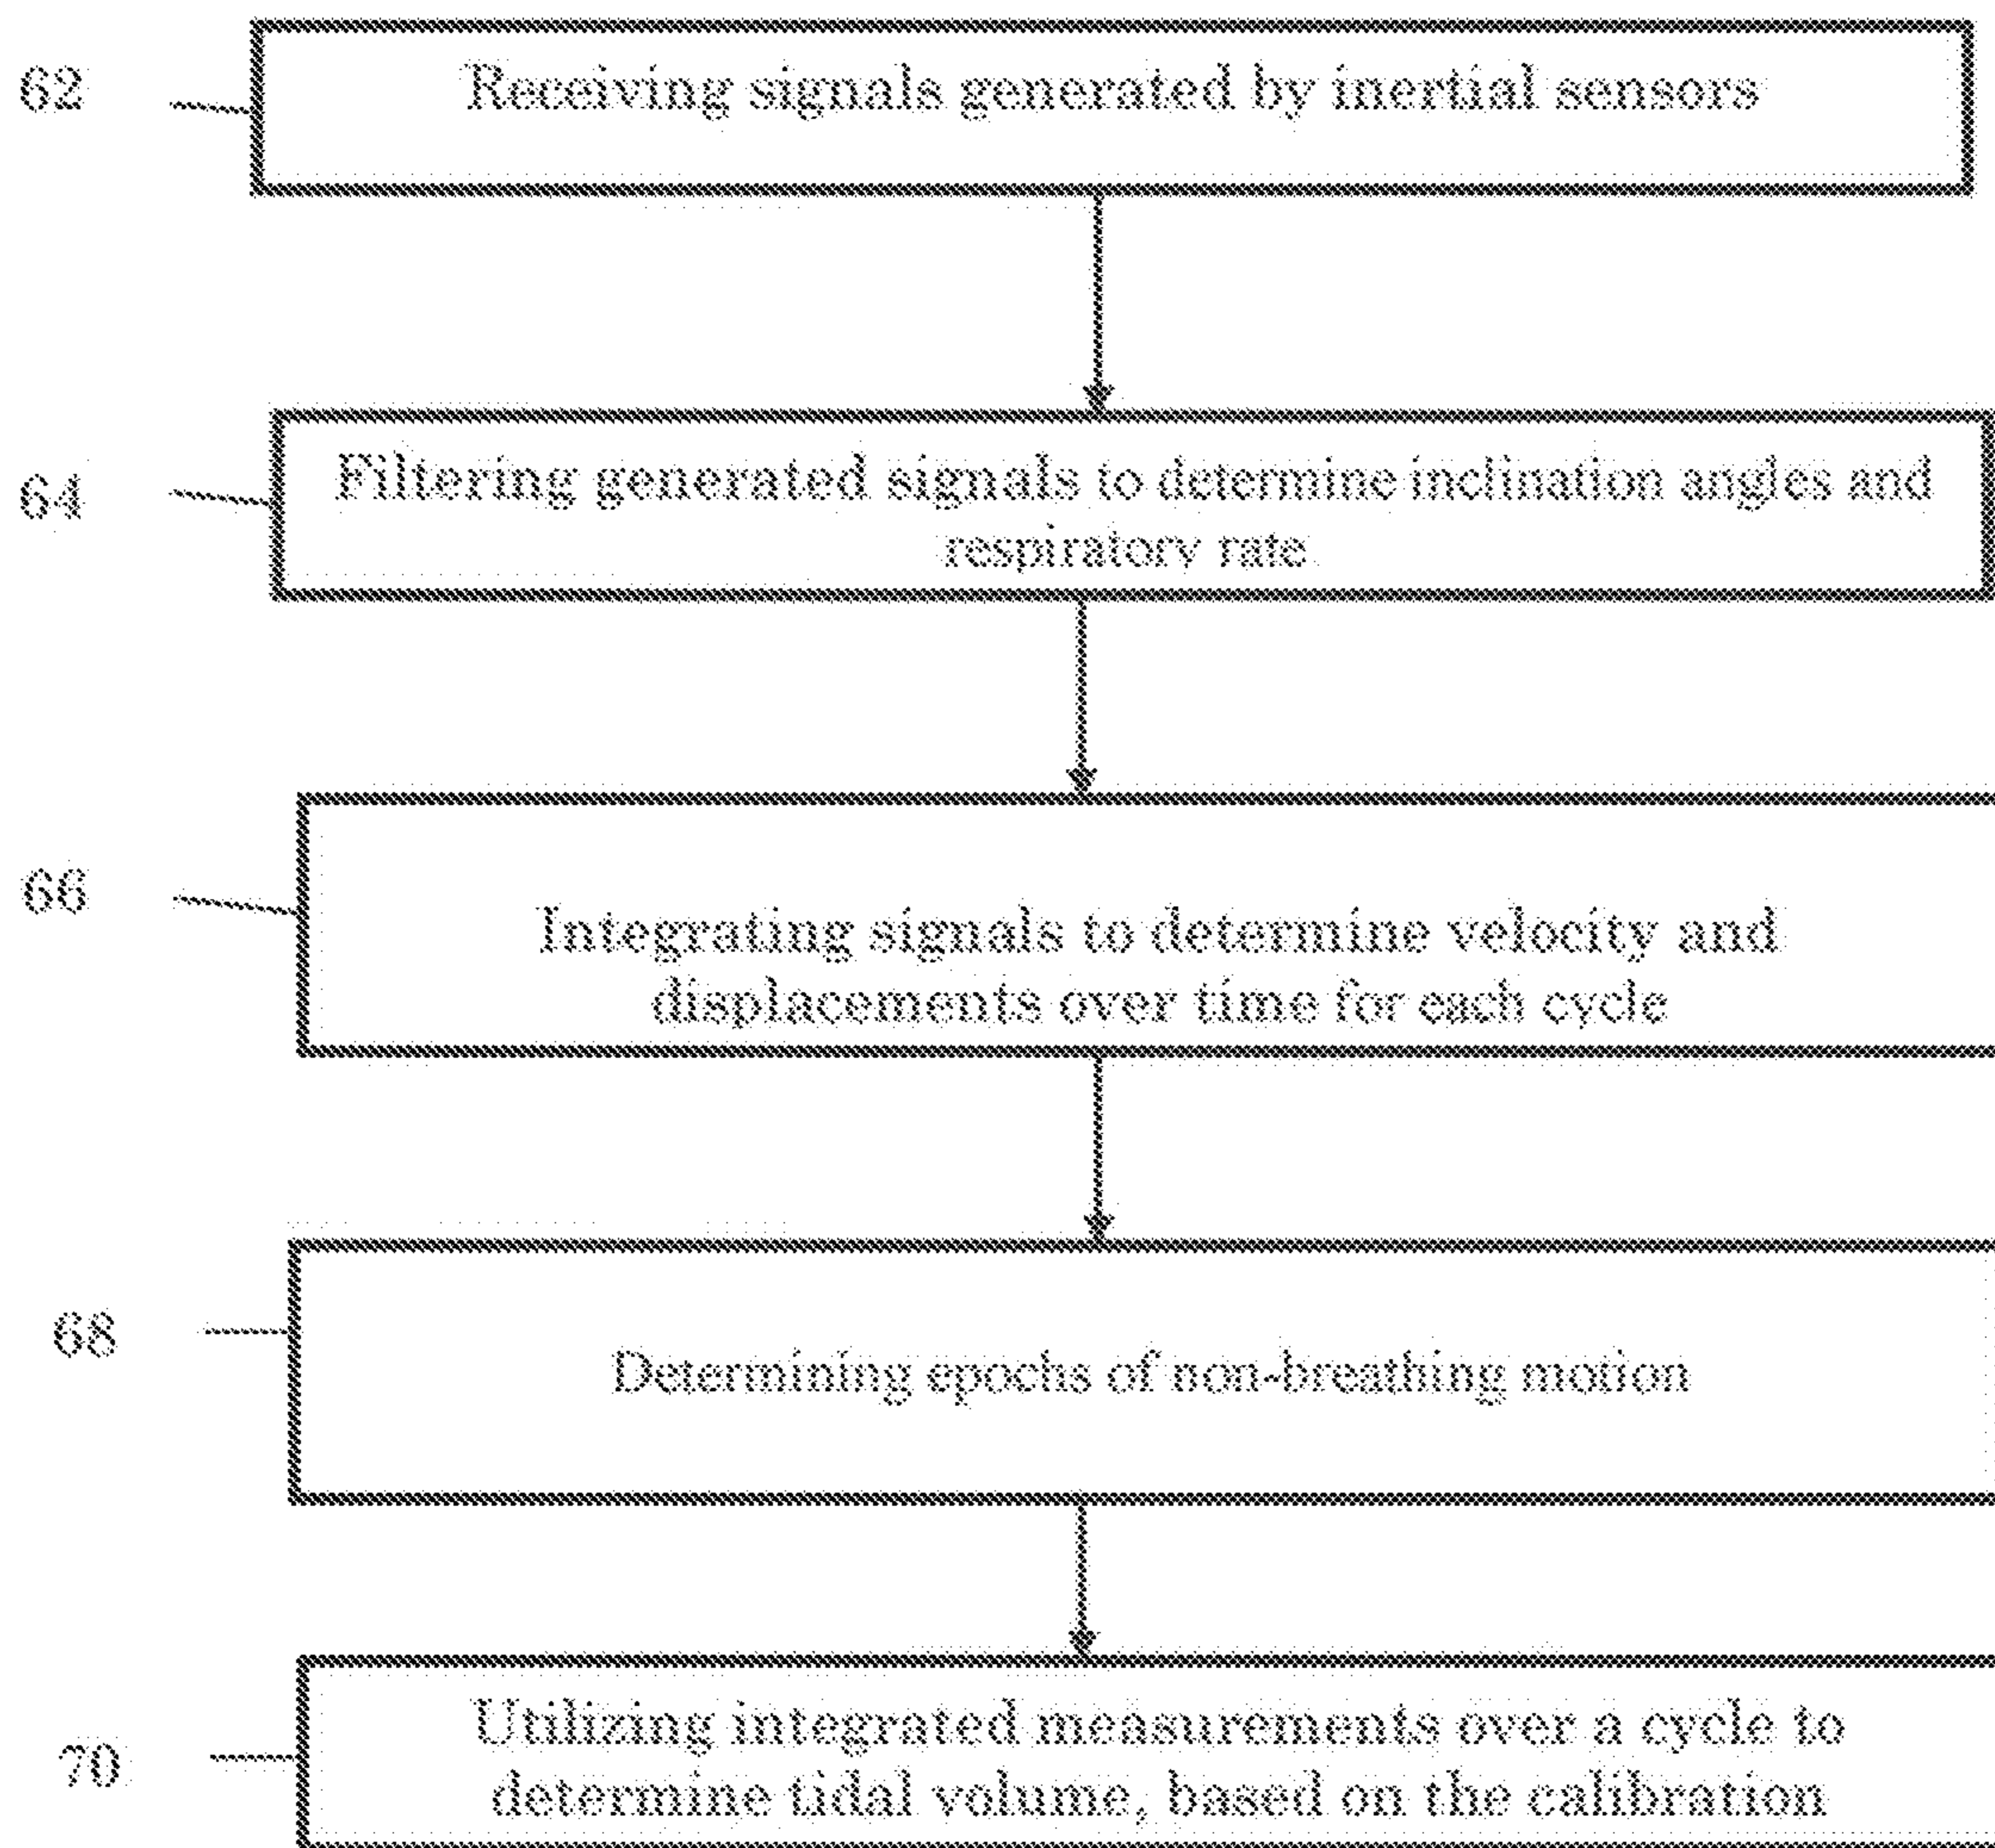 62
Receiving signals generated by inertial sensors
64
Filtering generated signals to determine inclination angles and
respiratory rate
66
Integrating signals to determine velocity and
displacements over time for each cycle
68
Determining epochs of non-breathing motion
70
Utilizing integrated measurements over a cycle to
determine tidal volume, based on the calibration